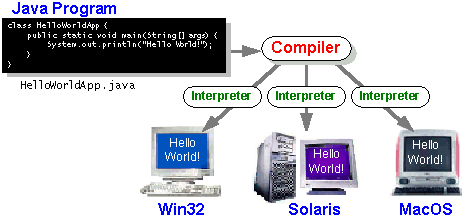 Java Program
class HelloWorldApp {
public static void main(String[] args) {
System.out.println("Hello World!");
}
}
HelloWorldApp.java
Compiler
Interpreter
Interpreter
Interpreter
Hello
World!
Hello
World!
Hello
World!
Win32
Solaris
MacOS